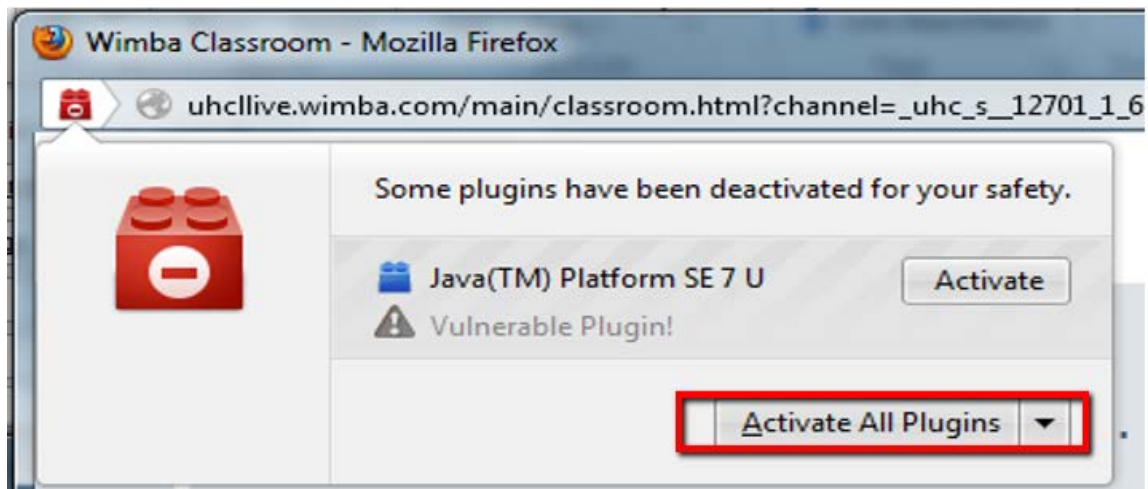 Wimba Classroom - Mozilla Firefox
uhcllive.wimba.com/main/classroom.html?channel=_uhc_s__12701_1_6
Some plugins have been deactivated for your safety.
Java(TM) Platform SE 7 U
Activate
Vulnerable Plugin!
Activate All Plugins